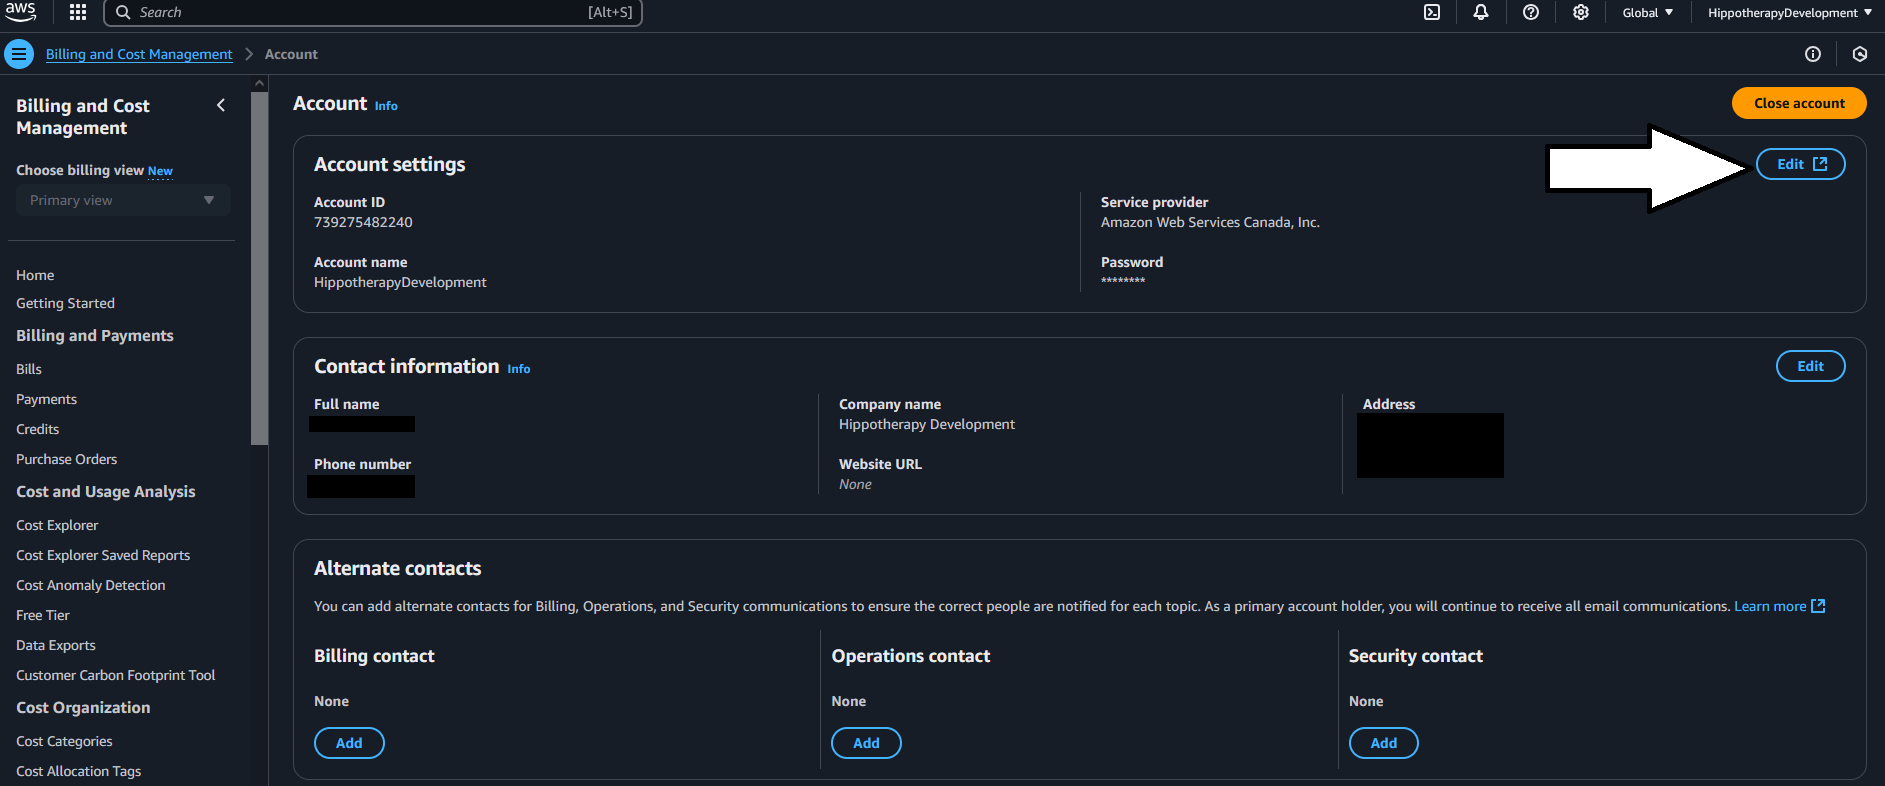 aws
Search [Alt+S]
Global
HippotherapyDevelopment
Billing and Cost Management
Account
Billing and Cost
Management
Choose billing view New
Primary view
Home
Getting Started
Billing and Payments
Bills
Payments
Credits
Purchase Orders
Cost and Usage Analysis
Cost Explorer
Cost Explorer Saved Reports
Cost Anomaly Detection
Free Tier
Data Exports
Customer Carbon Footprint Tool
Cost Organization
Cost Categories
Cost Allocation Tags
Account Info
Close account
Account settings
Edit
Account ID
739275482240
Service provider
Amazon Web Services Canada, Inc.
Account name
HippotherapyDevelopment
Password
********
Contact information Info
Edit
Full name
Company name
Hippotherapy Development
Address
Phone number
Website URL
None
Alternate contacts
You can add alternate contacts for Billing, Operations, and Security communications to ensure the correct people are notified for each topic. As a primary account holder, you will continue to receive all email communications. Learn more
Billing contact
None
Add
Operations contact
None
Add
Security contact
None
Add